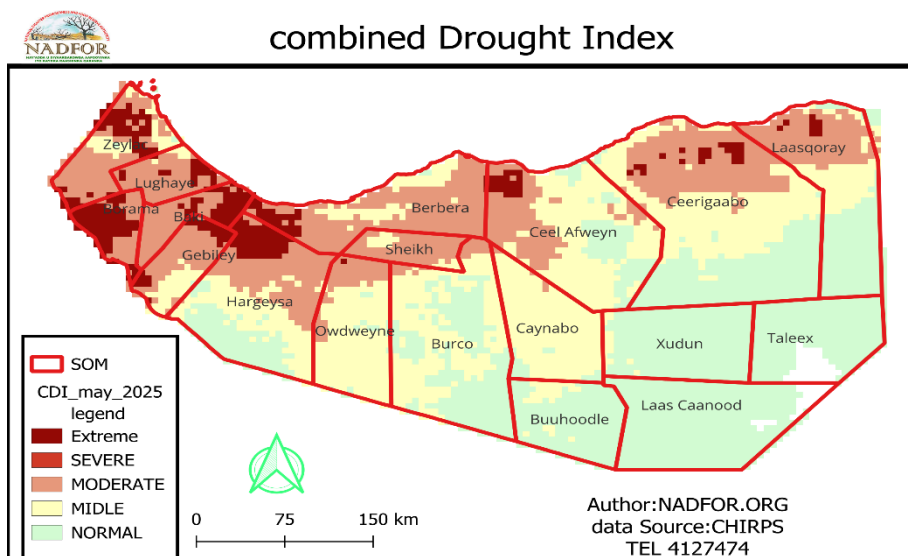 NADFOR
combined Drought Index
Zeylac
Lughaye
Borama
Baki
Gebiley
Hargeysa
Berbera
Sheikh
Owdweyne
Burco
Ceel Afweyn
Caynabo
Buuhoodle
Ceerigaabo
Laasqoray
Xudun
Taleex
Laas Caanood
SOM
CDI_may_2025
legend
Extreme
SEVERE
MODERATE
MIDLE
NORMAL
0 75 150 km
Author:NADFOR.ORG
data Source:CHIRPS
TEL 4127474